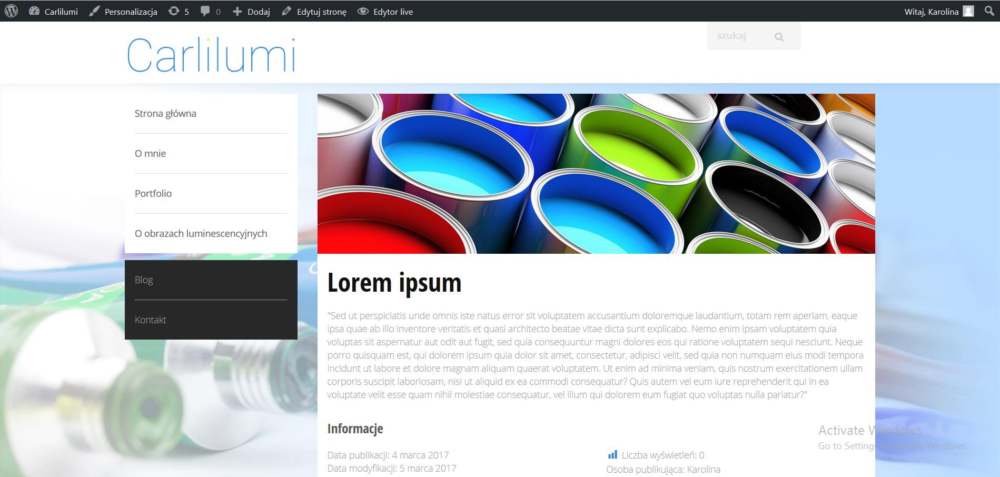 Carlilumi Personalizacja 5 0 Dodaj Edytuj stronę Edytor live Witaj, Karolina
Carlilumi
szukaj
Strona główna
O mnie
Portfolio
O obrazach luminescencyjnych
Blog
Kontakt
Lorem ipsum
"Sed ut perspiciatis unde omnis iste natus error sit voluptatem accusantium doloremque laudantium, totam rem aperiam, eaque
ipsa quae ab illo inventore veritatis et quasi architecto beatae vitae dicta sunt explicabo. Nemo enim ipsam voluptatem quia
voluptas sit aspernatur aut odit aut fugit, sed quia consequuntur magni dolores eos qui ratione voluptatem sequi nesciunt. Neque
porro quisquam est, qui dolorem ipsum quia dolor sit amet, consectetur, adipisci velit, sed quia non numquam eius modi tempora
incidunt ut labore et dolore magnam aliquam quaerat voluptatem. Ut enim ad minima veniam, quis nostrum exercitationem ullam
corporis suscipit laboriosam, nisi ut aliquid ex ea commodi consequatur? Quis autem vel eum iure reprehenderit qui in ea
voluptate velit esse quam nihil molestiae consequatur, vel illum qui dolorem eum fugiat quo voluptas nulla pariatur?"
Informacje
Data publikacji: 4 marca 2017
Data modyfikacji: 5 marca 2017
Liczba wyświetleń: 0
Osoba publikująca: Karolina
Activate Windows
Go to Settings to activate Windows.